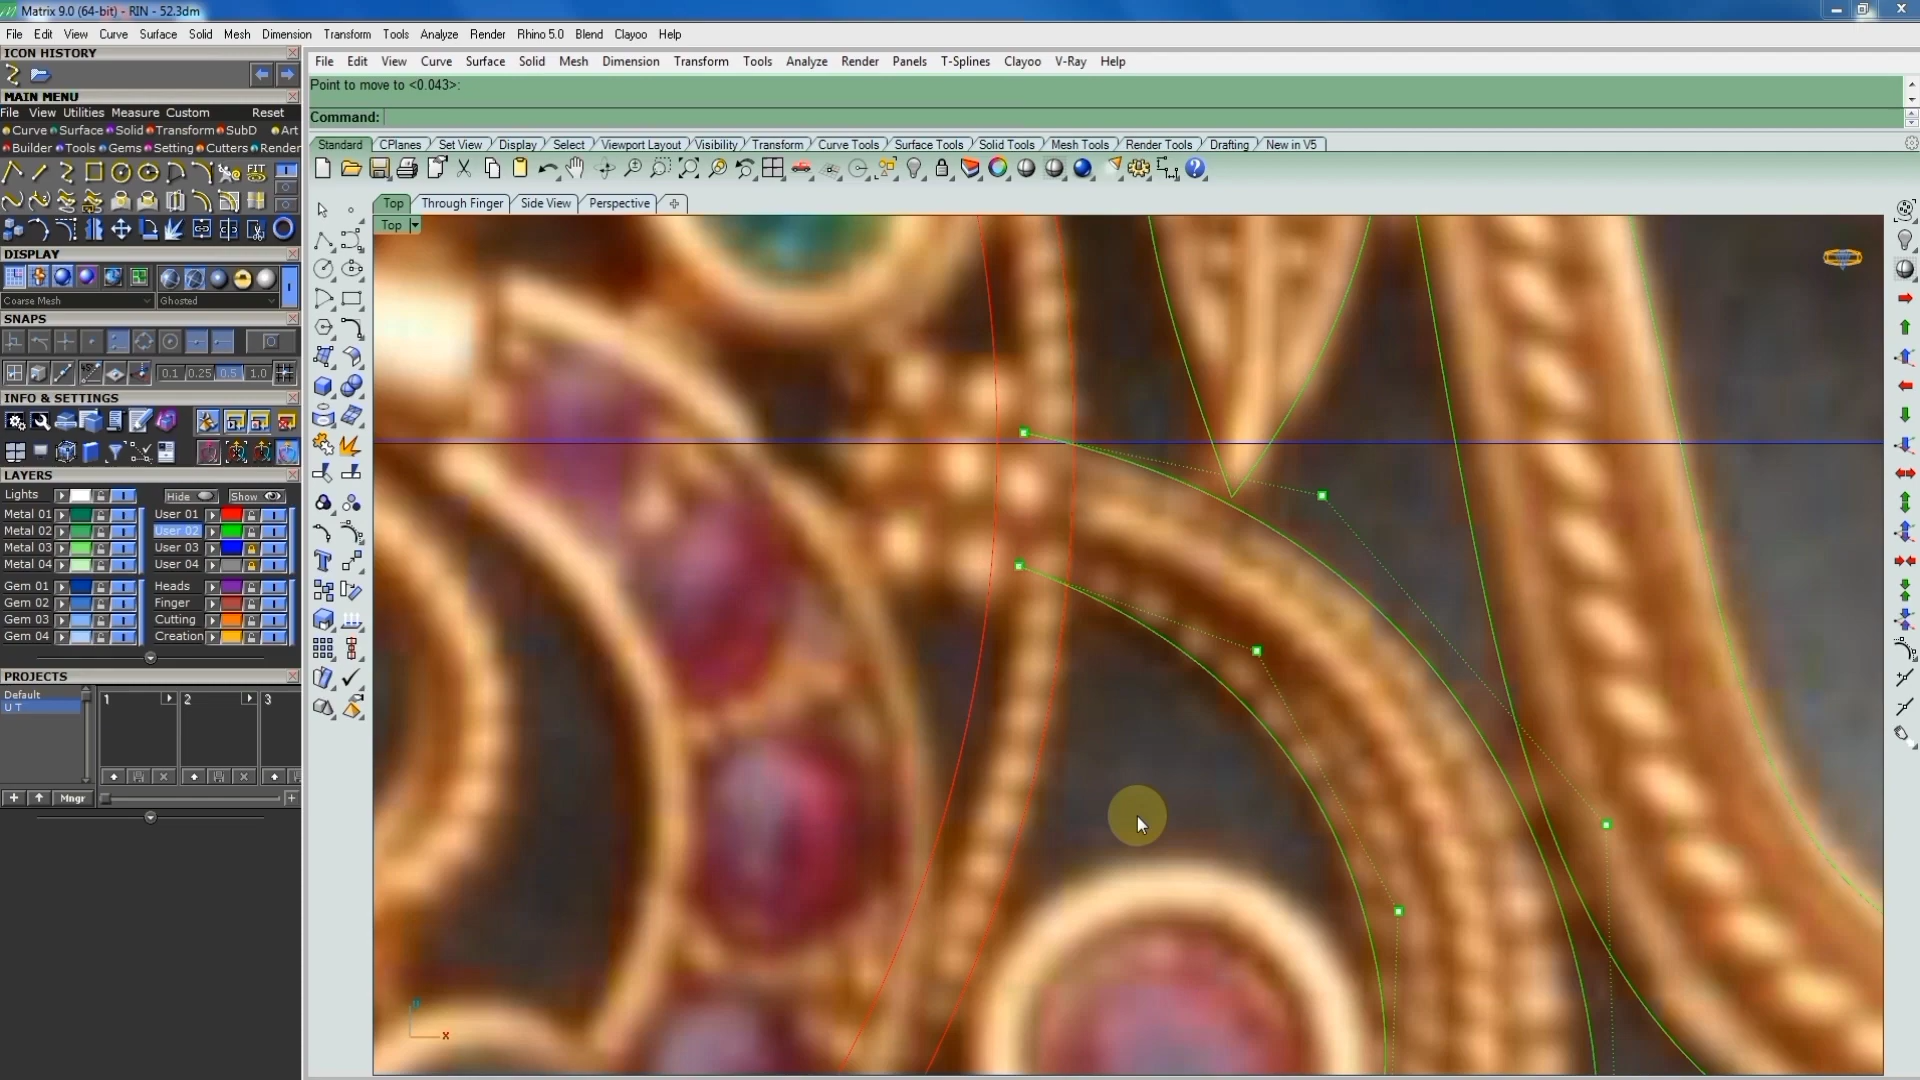 Matrix 9.0 (64-bit) - RIN - 52.3dm
File Edit View Curve Surface Solid Mesh Dimension Transform Tools Analyze Render Rhino 5.0 Blend Clayoo Help
ICON HISTORY
MAIN MENU
File View Utilities Measure Custom Reset
Curve Surface Solid Transform SubD Art
Builder Tools Gems Setting Cutters Render
DISPLAY
Coarse Mesh Ghosted
SNAPS
0.1 0.25 0.5 1.0
INFO & SETTINGS
LAYERS
Lights Hide Show
Metal 01 User 01
Metal 02 User 02
Metal 03 User 03
Metal 04 User 04
Gem 01 Heads
Gem 02 Finger
Gem 03 Cutting
Gem 04 Creation
PROJECTS
Default
U T
1 2 3
Mngr
File Edit View Curve Surface Solid Mesh Dimension Transform Tools Analyze Render Panels T-Splines Clayoo V-Ray Help
Point to move to <0.043>:
Command:
Standard CPlanes Set View Display Select Viewport Layout Visibility Transform Curve Tools Surface Tools Solid Tools Mesh Tools Render Tools Drafting New in V5
Top Through Finger Side View Perspective
Top
x